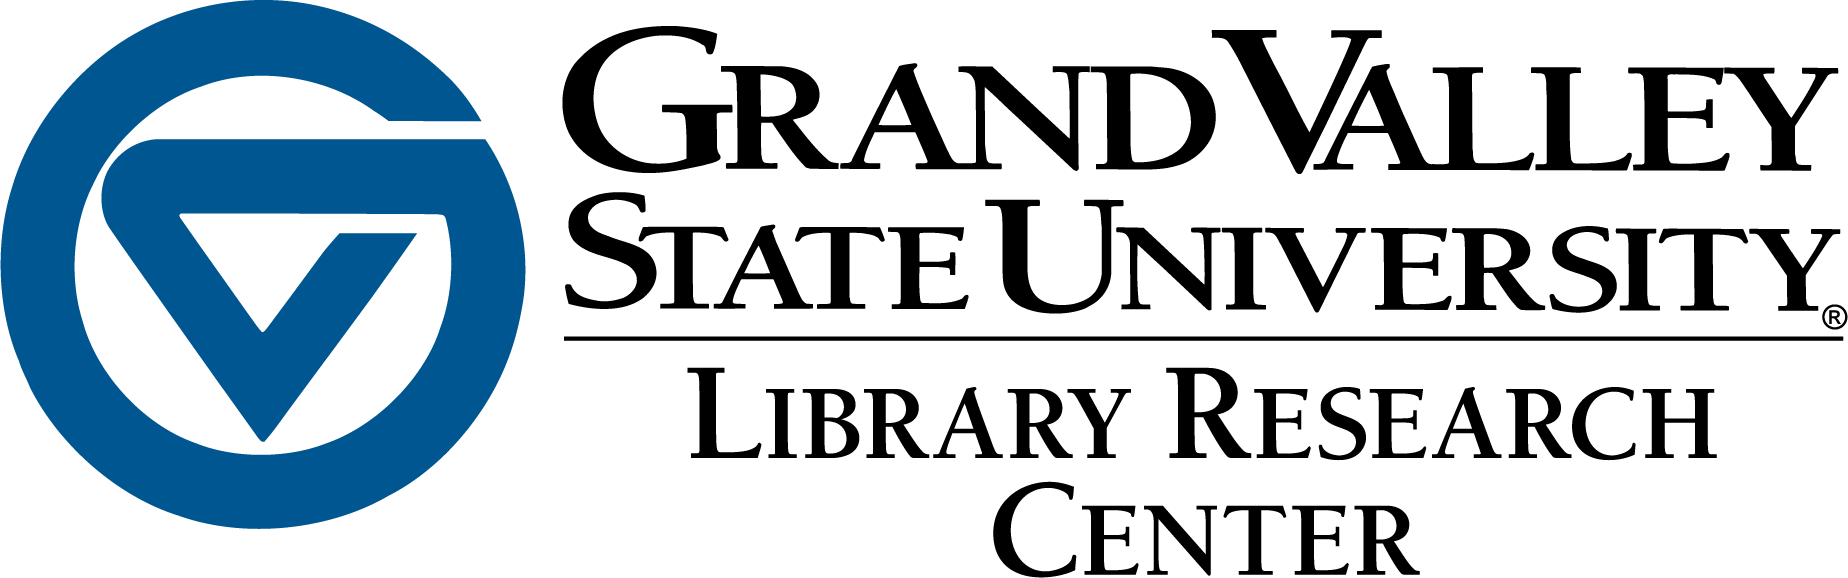 GRAND VALLEY
STATE UNIVERSITY®
LIBRARY RESEARCH
CENTER